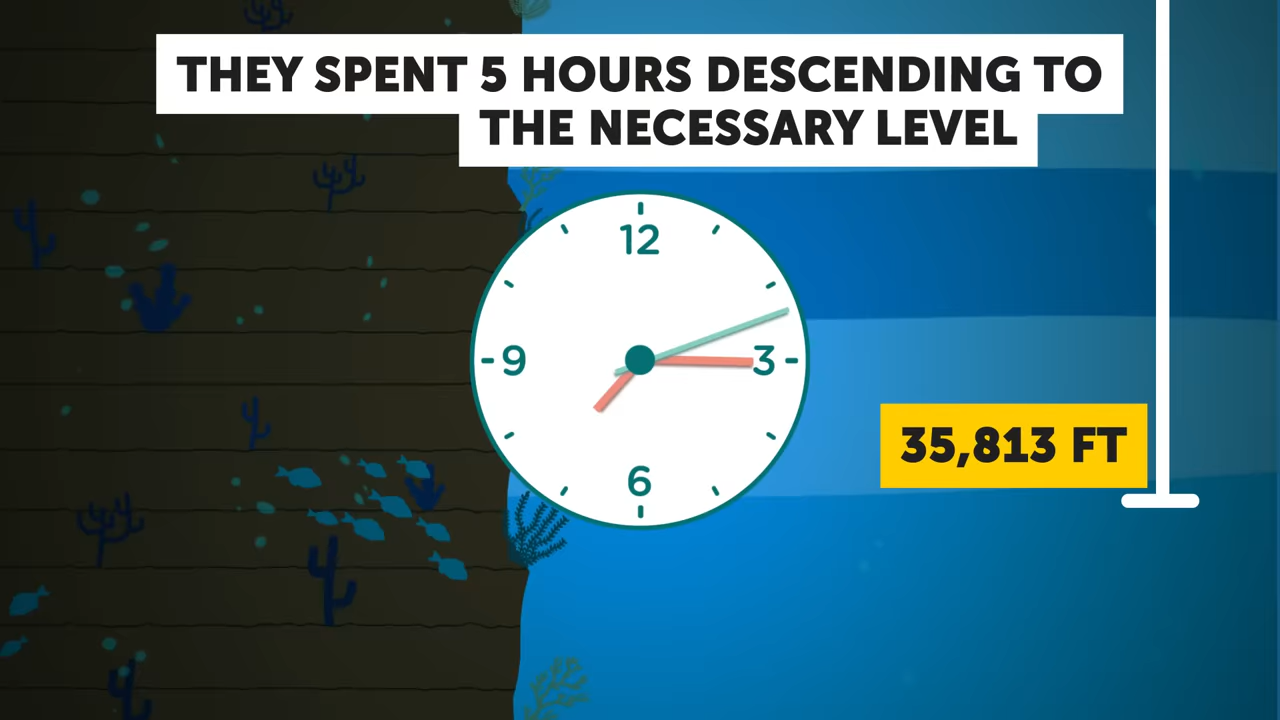 THEY SPENT 5 HOURS DESCENDING TO
THE NECESSARY LEVEL
12
9
3
6
35,813 FT